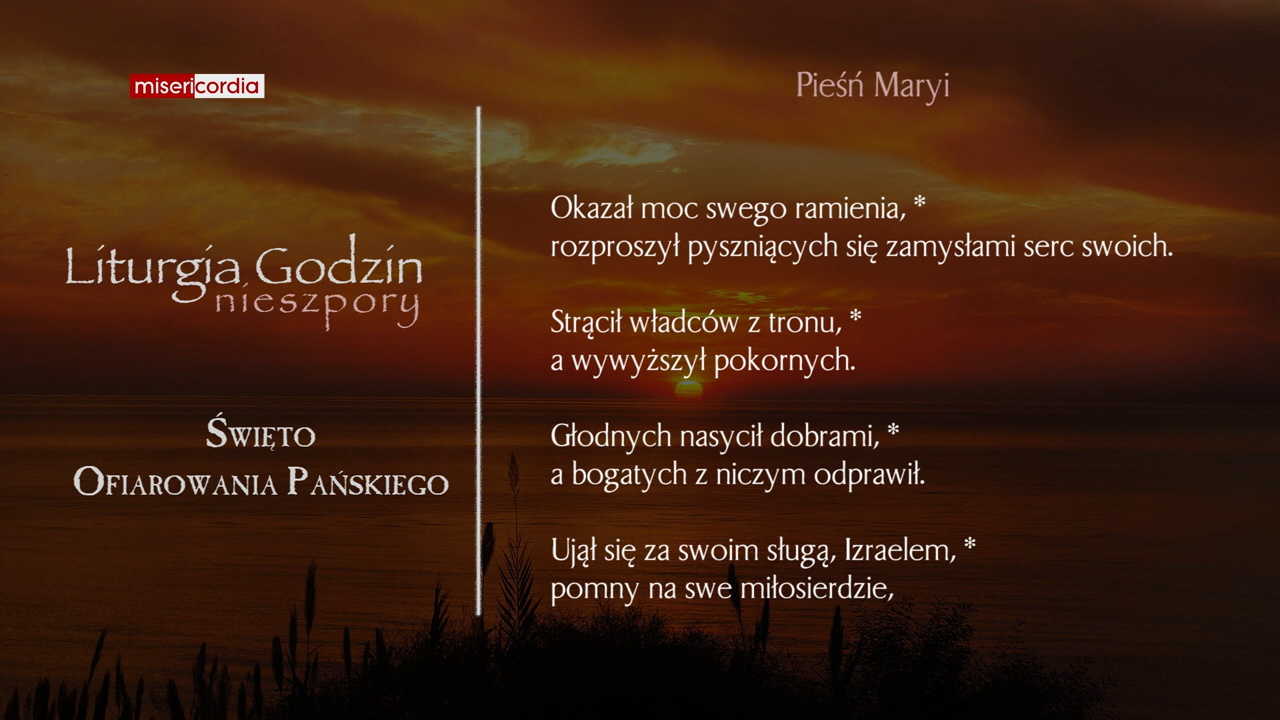 misericordia
Liturgia Godzin
nieszpory
Święto
Ofiarowania Pańskiego
Pieśń Maryi
Okazał moc swego ramienia, *
rozproszył pyszniących się zamysłami serc swoich.
Strącił władców z tronu, *
a wywyższył pokornych.
Głodnych nasycił dobrami, *
a bogatych z niczym odprawił.
Ujął się za swoim sługą, Izraelem, *
pomny na swe miłosierdzie,